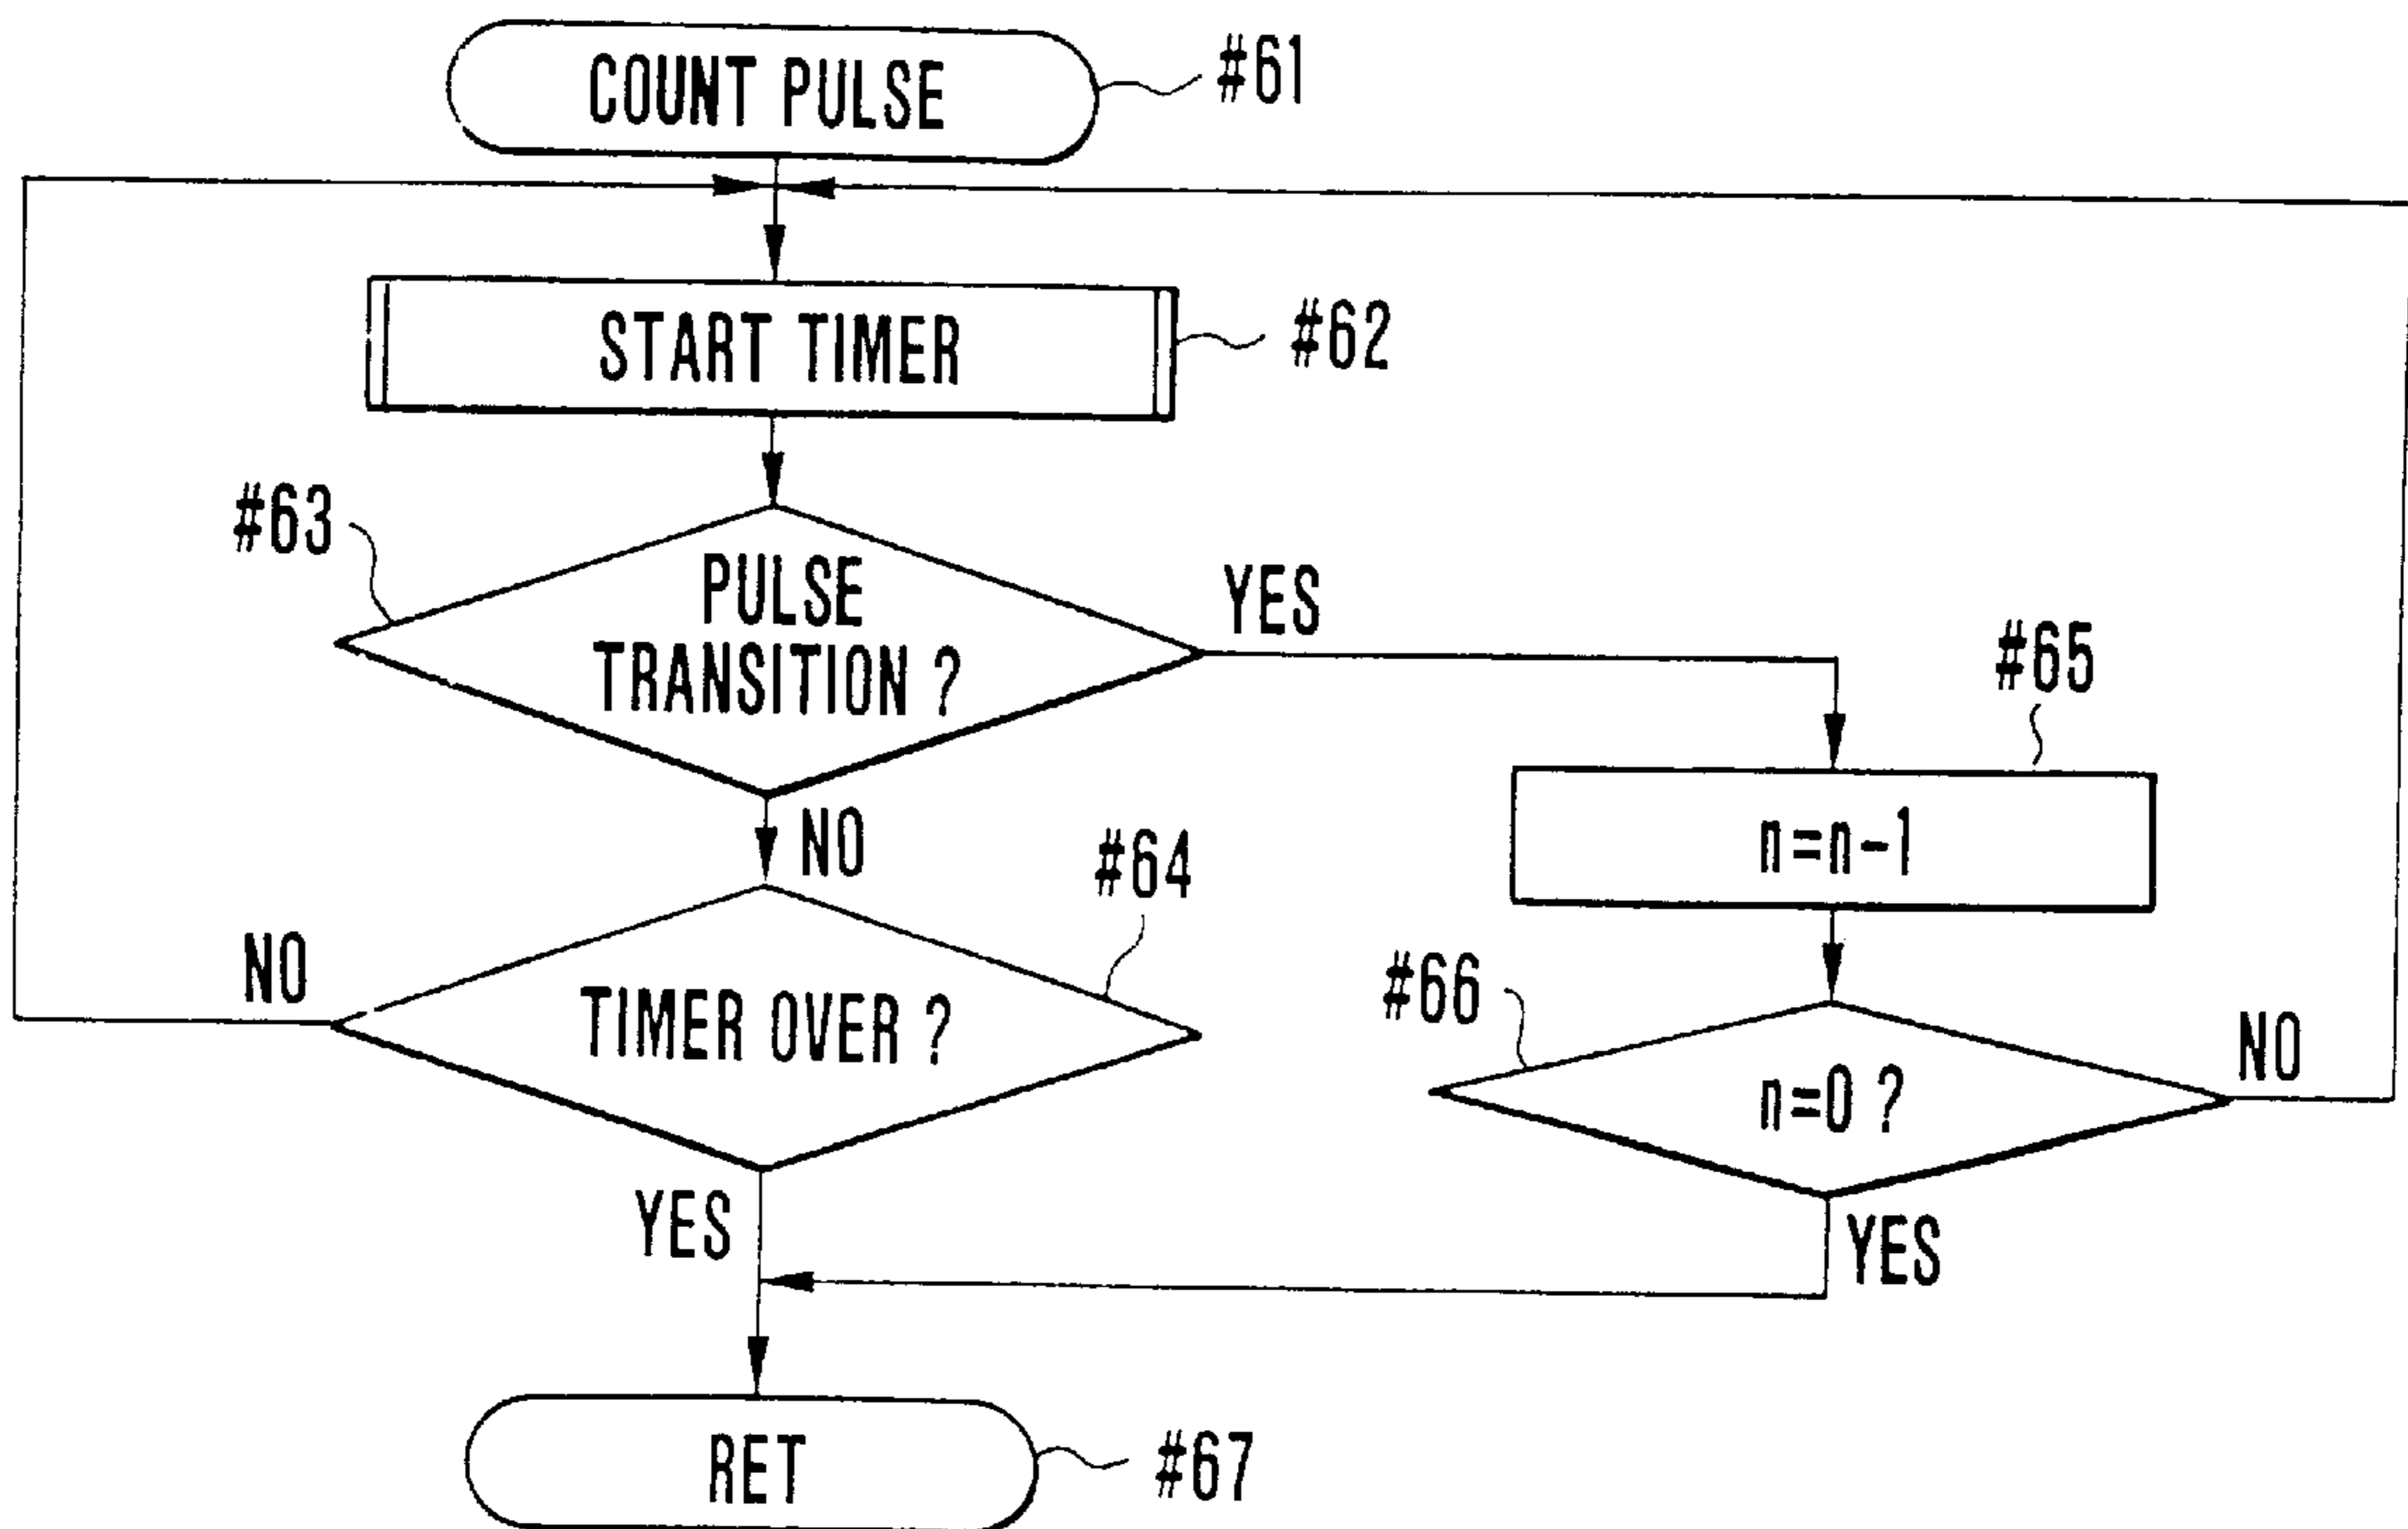 COUNT PULSE
#61
START TIMER
#62
#63
PULSE
TRANSITION ?
YES
NO
#65
n=n-1
#64
NO
TIMER OVER ?
YES
#66
n=0 ?
NO
YES
RET
#67